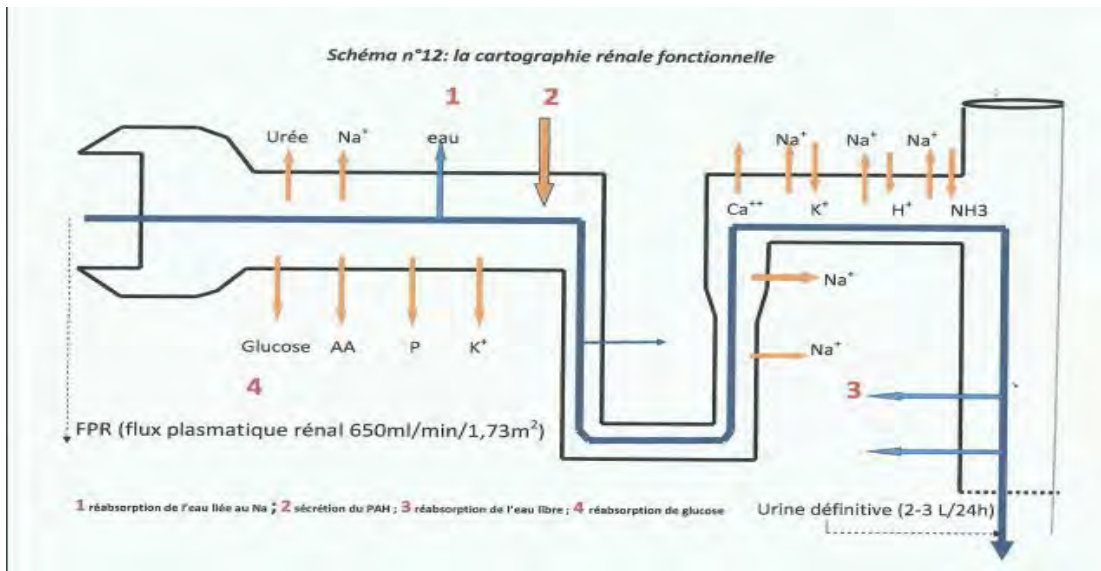 Schéma n°12: la cartographie rénale fonctionnelle
1
2
Urée
Na⁺
eau
Na⁺
Na⁺
Na⁺
Ca⁺⁺
K⁺
H⁺
NH3
Na⁺
Glucose
AA
P
K⁺
Na⁺
4
3
FPR (flux plasmatique rénal 650ml/min/1,73m²)
1 réabsorption de l'eau liée au Na ; 2 sécrétion du PAH ; 3 réabsorption de l'eau libre ; 4 réabsorption de glucose
Urine définitive (2-3 L/24h)